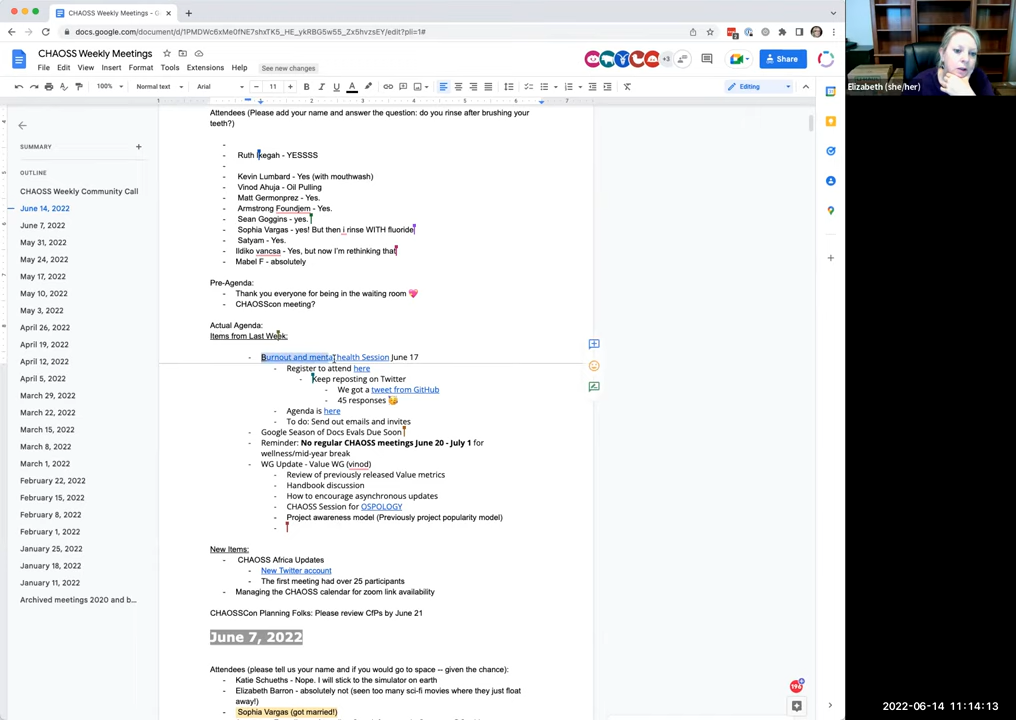 CHAOSS Weekly Meetings - G
docs.google.com/document/d/1PMDWc6xMe0fNE7shxTK5_HE_ykRBG5w55_Zx5hvzsEY/edit?pli=1#
CHAOSS Weekly Meetings
File Edit View Insert Format Tools Extensions Help See new changes
+3
Share
100% Normal text Arial 11 B I U A Editing
1 2 3 4 5 6 7
SUMMARY
OUTLINE
CHAOSS Weekly Community Call
June 14, 2022
June 7, 2022
May 31, 2022
May 24, 2022
May 17, 2022
May 10, 2022
May 3, 2022
April 26, 2022
April 19, 2022
April 12, 2022
April 5, 2022
March 29, 2022
March 22, 2022
March 15, 2022
March 8, 2022
March 1, 2022
February 22, 2022
February 15, 2022
February 8, 2022
February 1, 2022
January 25, 2022
January 18, 2022
January 11, 2022
Archived meetings 2020 and b...
Attendees (Please add your name and answer the question: do you rinse after brushing your
teeth?)
-
- Ruth Ikegah - YESSSS
-
- Kevin Lumbard - Yes (with mouthwash)
- Vinod Ahuja - Oil Pulling
- Matt Germonprez - Yes.
- Armstrong Foundjem - Yes.
- Sean Goggins - yes.
- Sophia Vargas - yes! But then i rinse WITH fluoride
- Satyam - Yes.
- Ildiko vancsa - Yes, but now I'm rethinking that
- Mabel F - absolutely
Pre-Agenda:
- Thank you everyone for being in the waiting room 💖
- CHAOSScon meeting?
Actual Agenda:
Items from Last Week:
- Burnout and mental health Session June 17
- Register to attend here
- Keep reposting on Twitter
- We got a tweet from GitHub
- 45 responses 🥰
- Agenda is here
- To do: Send out emails and invites
- Google Season of Docs Evals Due Soon
- Reminder: No regular CHAOSS meetings June 20 - July 1 for
wellness/mid-year break
- WG Update - Value WG (vinod)
- Review of previously released Value metrics
- Handbook discussion
- How to encourage asynchronous updates
- CHAOSS Session for OSPOLOGY
- Project awareness model (Previously project popularity model)
-
New Items:
- CHAOSS Africa Updates
- New Twitter account
- The first meeting had over 25 participants
- Managing the CHAOSS calendar for zoom link availability
CHAOSSCon Planning Folks: Please review CfPs by June 21
June 7, 2022
Attendees (please tell us your name and if you would go to space -- given the chance):
- Katie Schueths - Nope. I will stick to the simulator on earth
- Elizabeth Barron - absolutely not (seen too many sci-fi movies where they just float
away!)
- Sophia Vargas (got married!)
Elizabeth (she/her)
2022-06-14 11:14:13